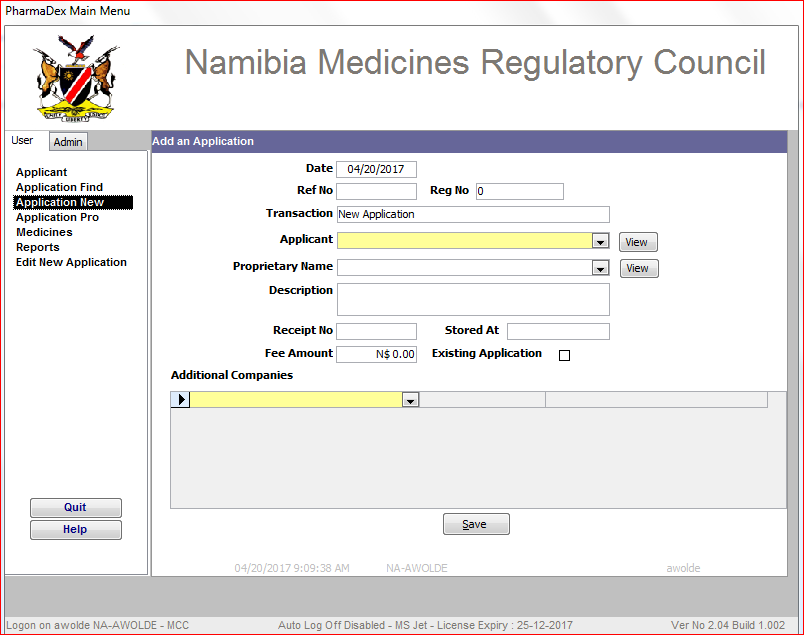 PharmaDex Main Menu
Namibia Medicines Regulatory Council
User
Admin
Applicant
Application Find
Application New
Application Pro
Medicines
Reports
Edit New Application
Quit
Help
Add an Application
Date 04/20/2017
Ref No Reg No 0
Transaction New Application
Applicant View
Proprietary Name View
Description
Receipt No Stored At
Fee Amount N$ 0.00 Existing Application
Additional Companies
Save
04/20/2017 9:09:38 AM NA-AWOLDE awolde
Logon on awolde NA-AWOLDE - MCC Auto Log Off Disabled - MS Jet - License Expiry : 25-12-2017 Ver No 2.04 Build 1.002